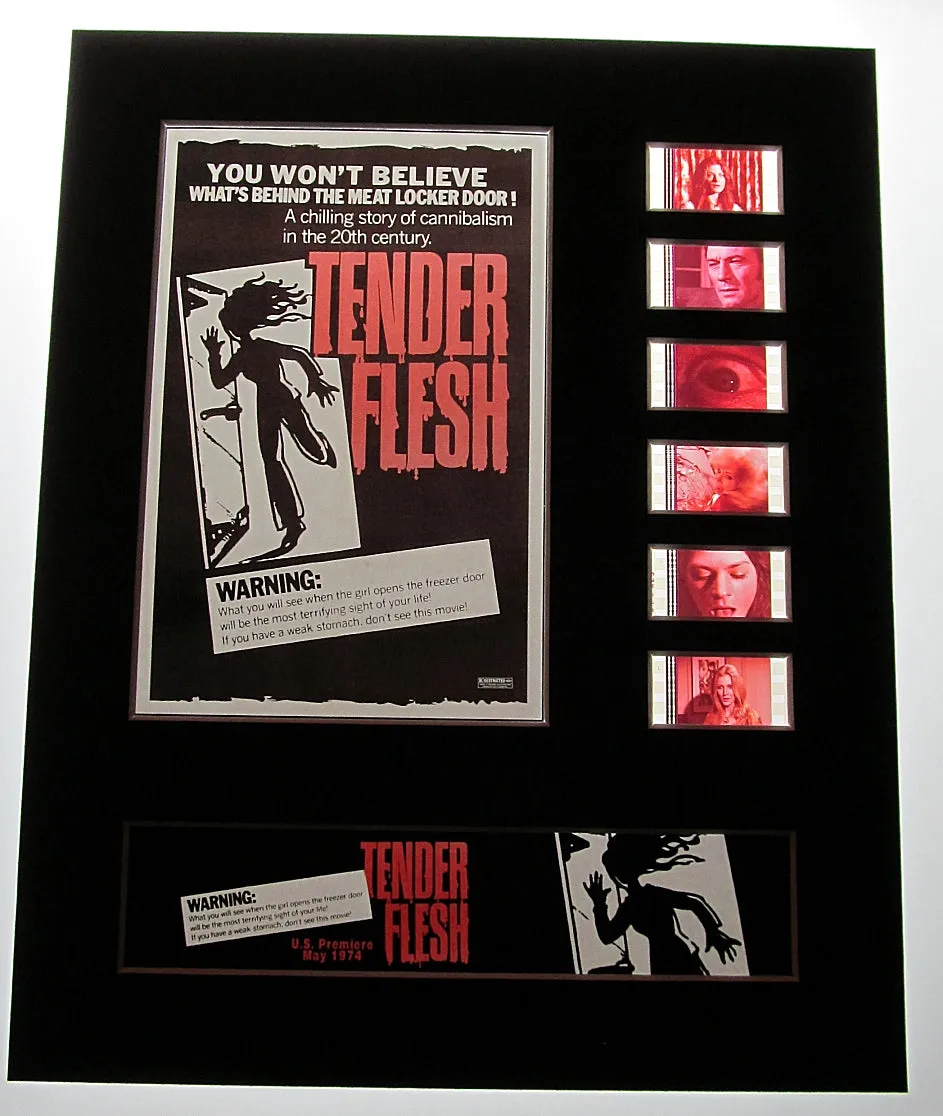 YOU WON'T BELIEVE
WHAT'S BEHIND THE MEAT LOCKER DOOR!
A chilling story of cannibalism
in the 20th century.
TENDER
FLESH
WARNING:
What you will see when the girl opens the freezer door
will be the most terrifying sight of your life!
If you have a weak stomach, don't see this movie!
R RESTRICTED
TENDER
FLESH
WARNING:
What you will see when the girl opens the freezer door
will be the most terrifying sight of your life!
If you have a weak stomach, don't see this movie!
U.S. Premiere
May 1974